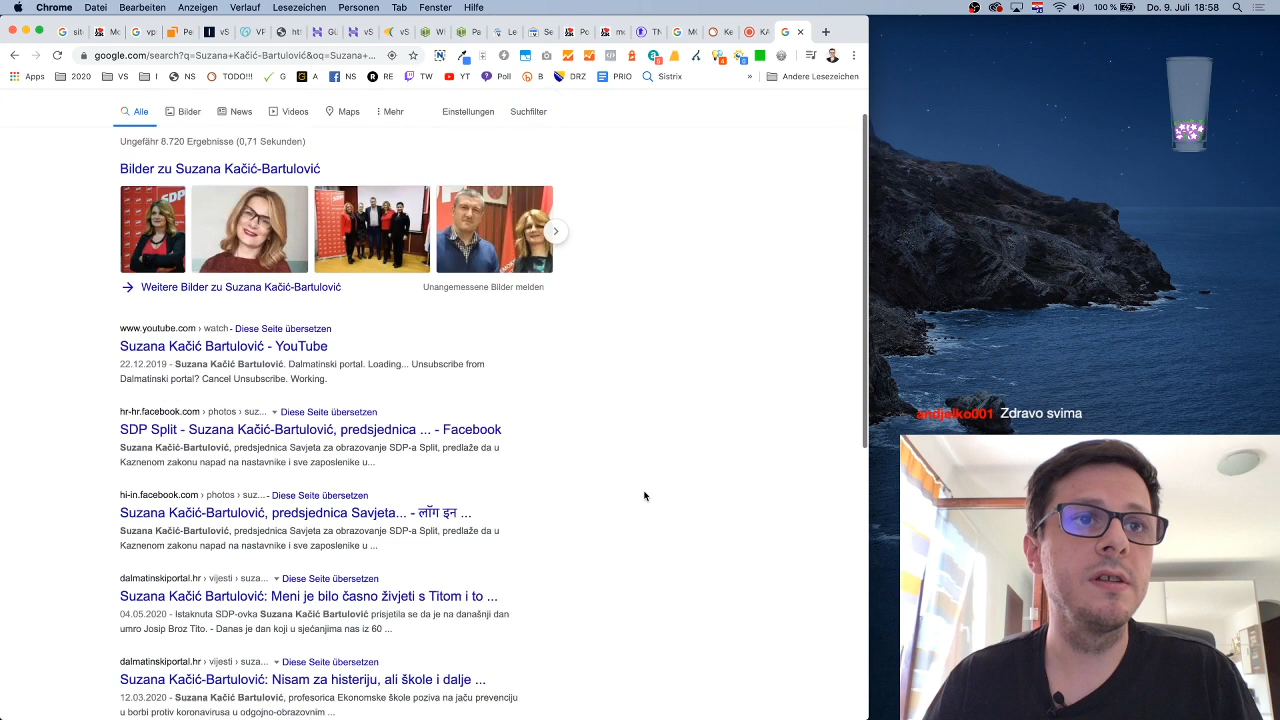 Chrome Datei Bearbeiten Anzeigen Verlauf Lesezeichen Personen Tab Fenster Hilfe 100 % Do. 9. Juli 18:58
google.com/search?q=Suzana+Kačić-Bartulović&oq=Suzana+...
Apps 2020 VS I NS TODO!!! G A NS RE TW YT Poll B DRZ PRIO Sistrix » Andere Lesezeichen
Alle Bilder News Videos Maps Mehr Einstellungen Suchfilter
Ungefähr 8.720 Ergebnisse (0,71 Sekunden)
Bilder zu Suzana Kačić-Bartulović
SDP
Weitere Bilder zu Suzana Kačić-Bartulović Unangemessene Bilder melden
www.youtube.com › watch - Diese Seite übersetzen
Suzana Kačić Bartulović - YouTube
22.12.2019 - Suzana Kačić Bartulović. Dalmatinski portal. Loading... Unsubscribe from
Dalmatinski portal? Cancel Unsubscribe. Working.
hr-hr.facebook.com › photos › suz... Diese Seite übersetzen
SDP Split - Suzana Kačić-Bartulović, predsjednica ... - Facebook
Suzana Kačić-Bartulović, predsjednica Savjeta za obrazovanje SDP-a Split, predlaže da u
Kaznenom zakonu napad na nastavnike i sve zaposlenike u...
hi-in.facebook.com › photos › suz... - Diese Seite übersetzen
Suzana Kačić-Bartulović, predsjednica Savjeta... - लॉग इन ...
Suzana Kačić-Bartulović, predsjednica Savjeta za obrazovanje SDP-a Split, predlaže da u
Kaznenom zakonu napad na nastavnike i sve zaposlenike u ...
dalmatinskiportal.hr › vijesti › suza... Diese Seite übersetzen
Suzana Kačić Bartulović: Meni je bilo časno živjeti s Titom i to ...
04.05.2020 - Istaknuta SDP-ovka Suzana Kačić Bartulović prisjetila se da je na današnji dan
umro Josip Broz Tito. - Danas je dan koji u sjećanjima nas iz 60 ...
dalmatinskiportal.hr › vijesti › suza... Diese Seite übersetzen
Suzana Kačić-Bartulović: Nisam za histeriju, ali škole i dalje ...
12.03.2020 - Suzana Kačić Bartulović, profesorica Ekonomske škole poziva na jaču prevenciju
u borbi protiv koronavirusa u odgojno-obrazovnim ...
andjelko001 Zdravo svima